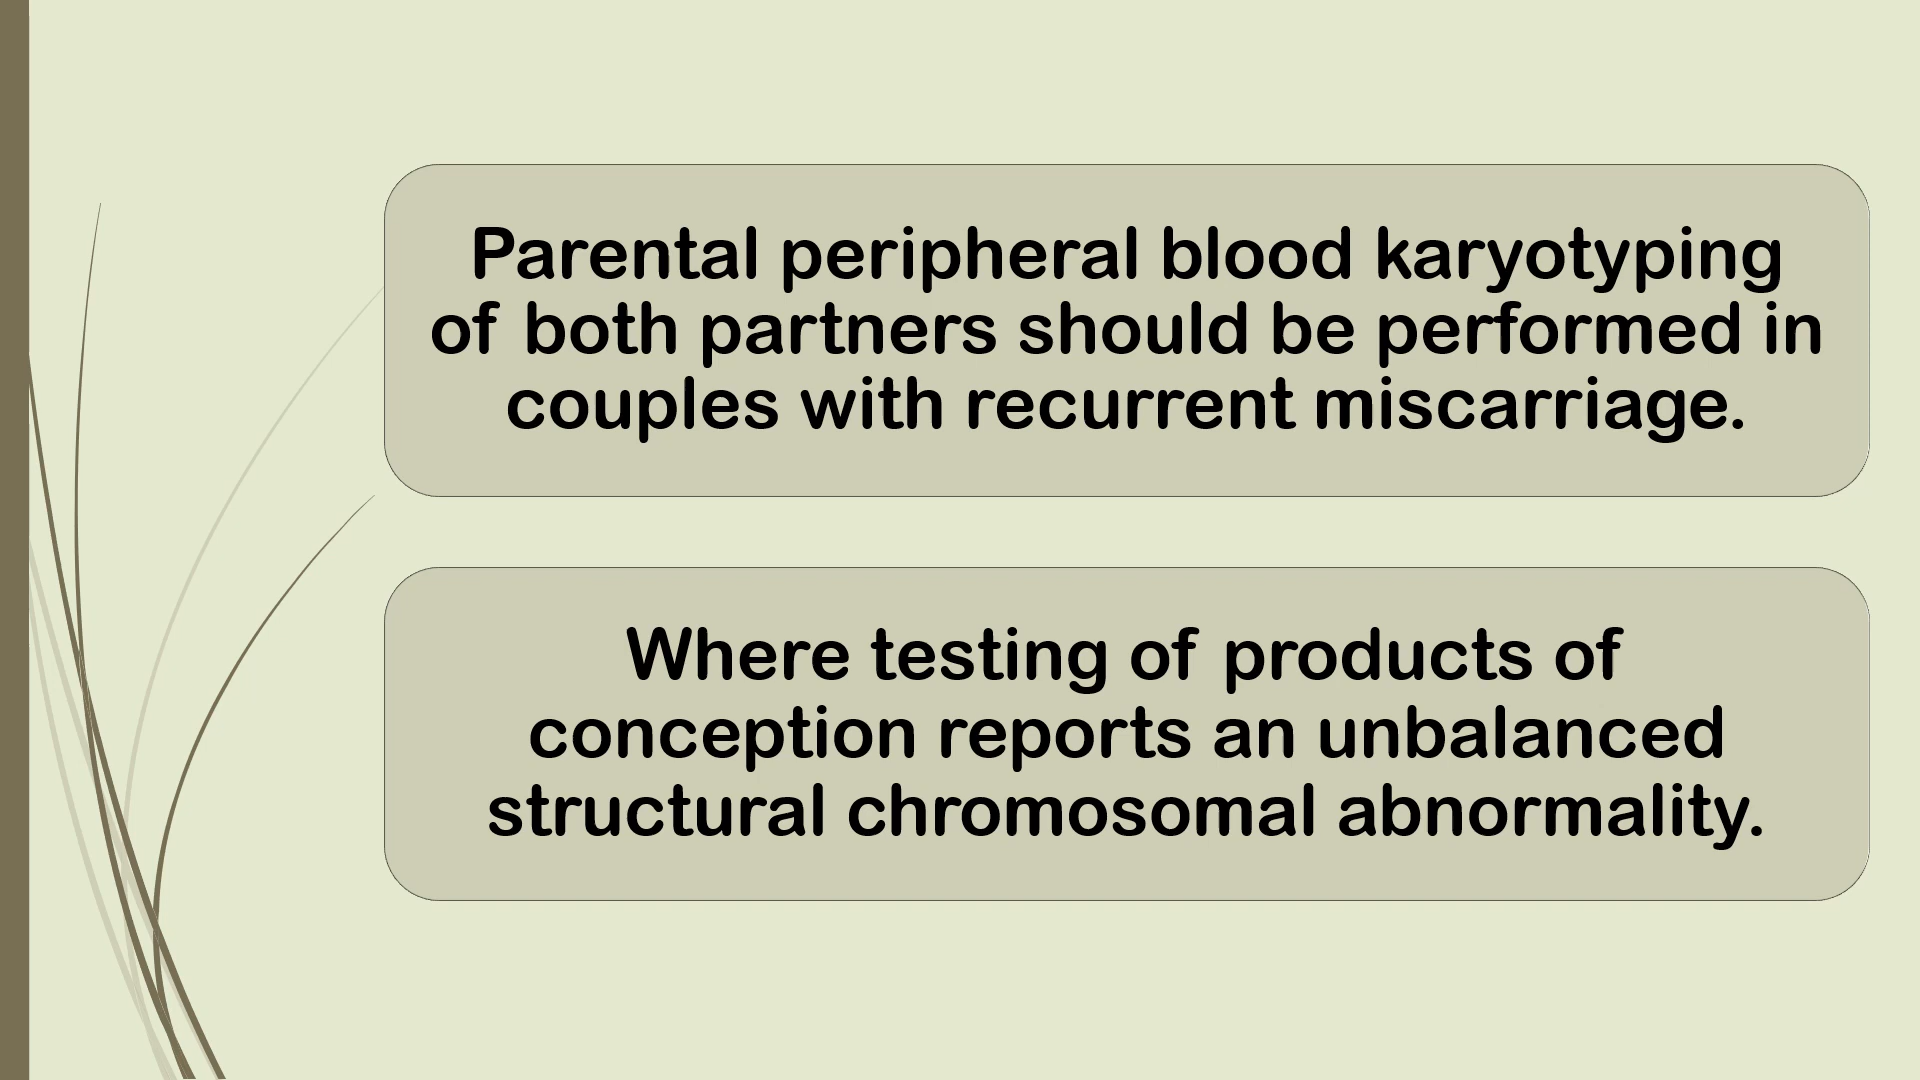 Parental peripheral blood karyotyping
of both partners should be performed in
couples with recurrent miscarriage.
Where testing of products of
conception reports an unbalanced
structural chromosomal abnormality.